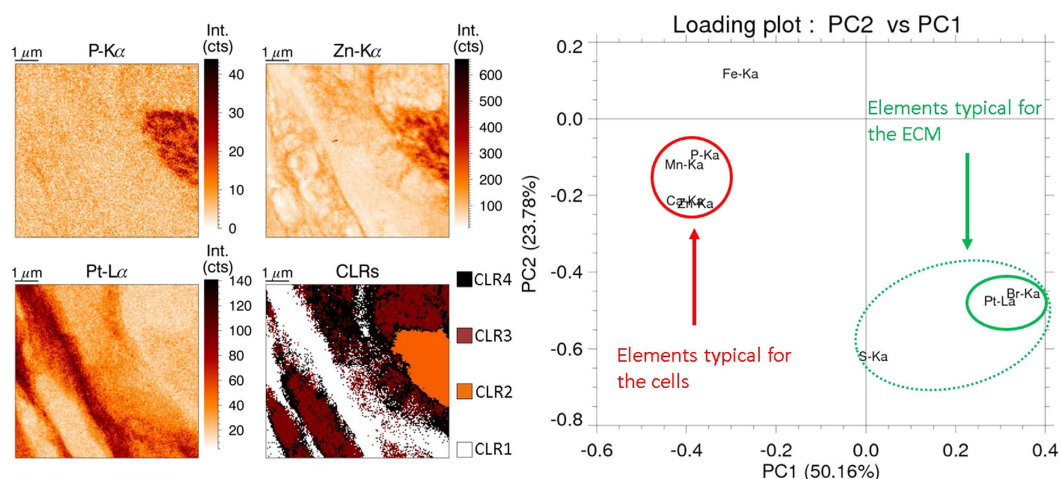 P-Kα
1 µm
Int.
(cts)
40
30
20
10
0
Zn-Kα
1 µm
Int.
(cts)
600
500
400
300
200
100
Pt-Lα
1 µm
Int.
(cts)
140
120
100
80
60
40
20
CLRs
1 µm
CLR4
CLR3
CLR2
CLR1
Loading plot : PC2 vs PC1
PC2 (23.78%)
0.2
0.0
-0.2
-0.4
-0.6
-0.8
Fe-Ka
Elements typical for
the ECM
P-Ka
Mn-Ka
Zn-Ka
Br-Ka
Pt-La
S-Ka
Elements typical for
the cells
-0.6
-0.4
-0.2
0.0
0.2
0.4
PC1 (50.16%)